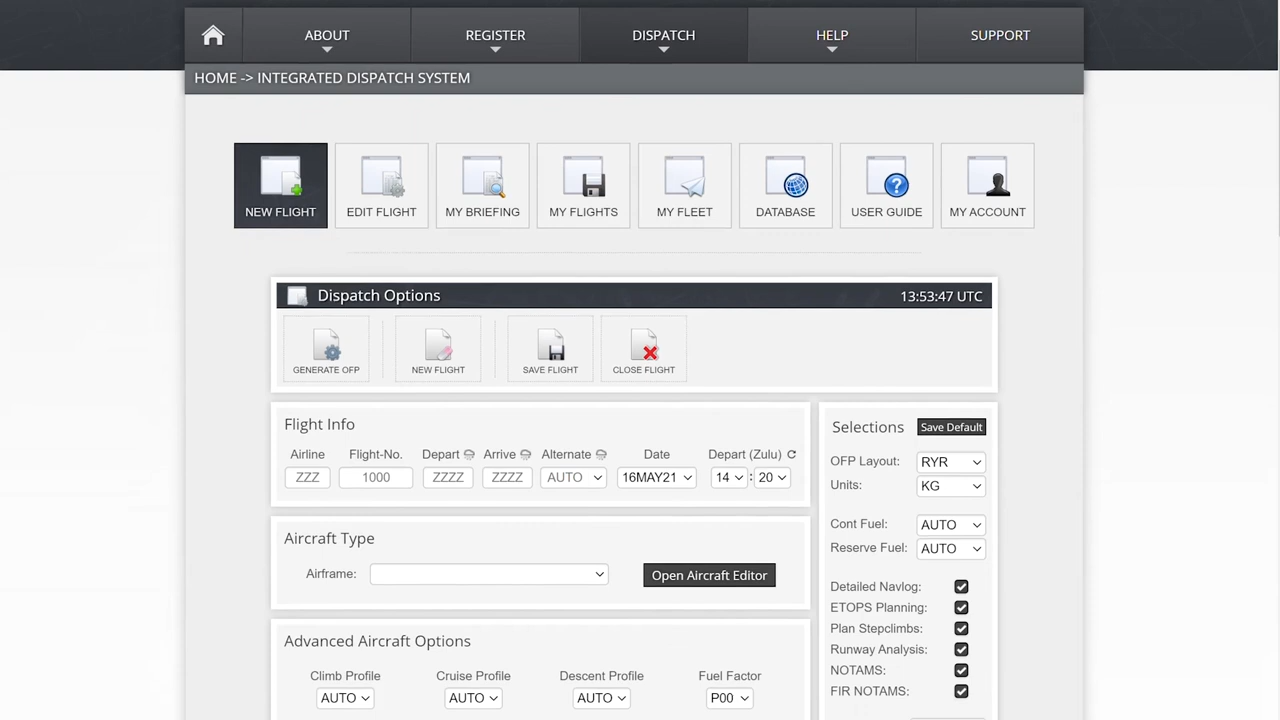 ABOUT REGISTER DISPATCH HELP SUPPORT
HOME -> INTEGRATED DISPATCH SYSTEM
NEW FLIGHT EDIT FLIGHT MY BRIEFING MY FLIGHTS MY FLEET DATABASE USER GUIDE MY ACCOUNT
Dispatch Options 13:53:47 UTC
GENERATE OFP NEW FLIGHT SAVE FLIGHT CLOSE FLIGHT
Flight Info
Airline Flight-No. Depart Arrive Alternate Date Depart (Zulu)
ZZZ 1000 ZZZZ ZZZZ AUTO 16MAY21 14 : 20
Aircraft Type
Airframe: Open Aircraft Editor
Advanced Aircraft Options
Climb Profile Cruise Profile Descent Profile Fuel Factor
AUTO AUTO AUTO P00
Selections Save Default
OFP Layout: RYR
Units: KG
Cont Fuel: AUTO
Reserve Fuel: AUTO
Detailed Navlog:
ETOPS Planning:
Plan Stepclimbs:
Runway Analysis:
NOTAMS:
FIR NOTAMS: